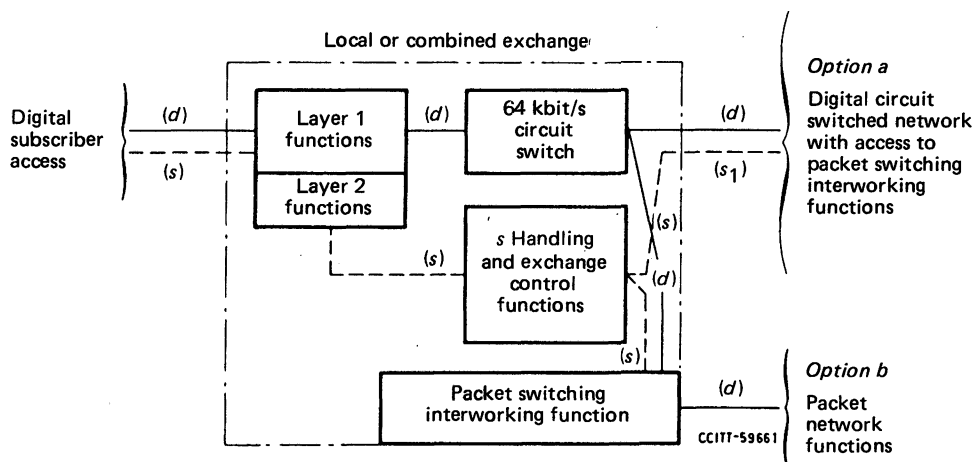 Local or combined exchange
Digital
subscriber
access
(d)
(s)
Layer 1
functions
Layer 2
functions
(d)
64 kbit/s
circuit
switch
(d)
(s1)
Option a
Digital circuit
switched network
with access to
packet switching
interworking
functions
(s)
s Handling
and exchange
control
functions
(s)
(d)
(s)
Packet switching
interworking function
(d)
CCITT-59661
Option b
Packet
network
functions